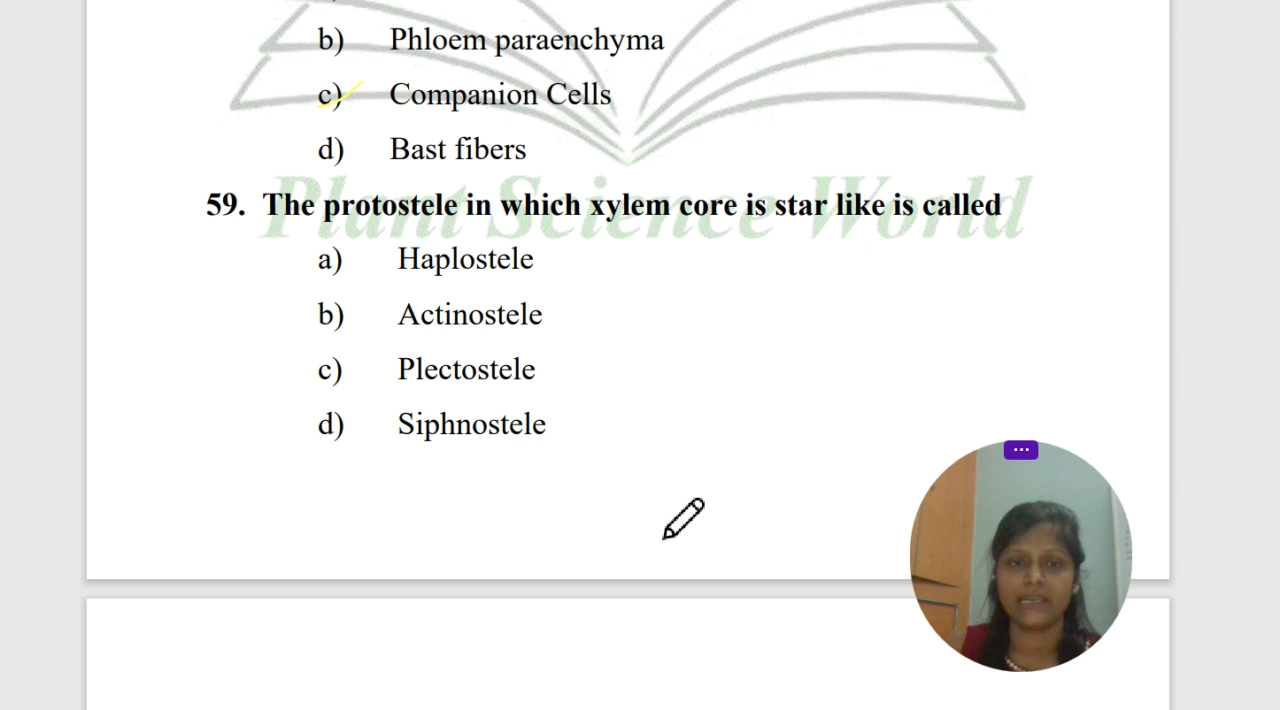 b) Phloem paraenchyma
c) Companion Cells
d) Bast fibers
Plant Science World
59. The protostele in which xylem core is star like is called
a) Haplostele
b) Actinostele
c) Plectostele
d) Siphnostele